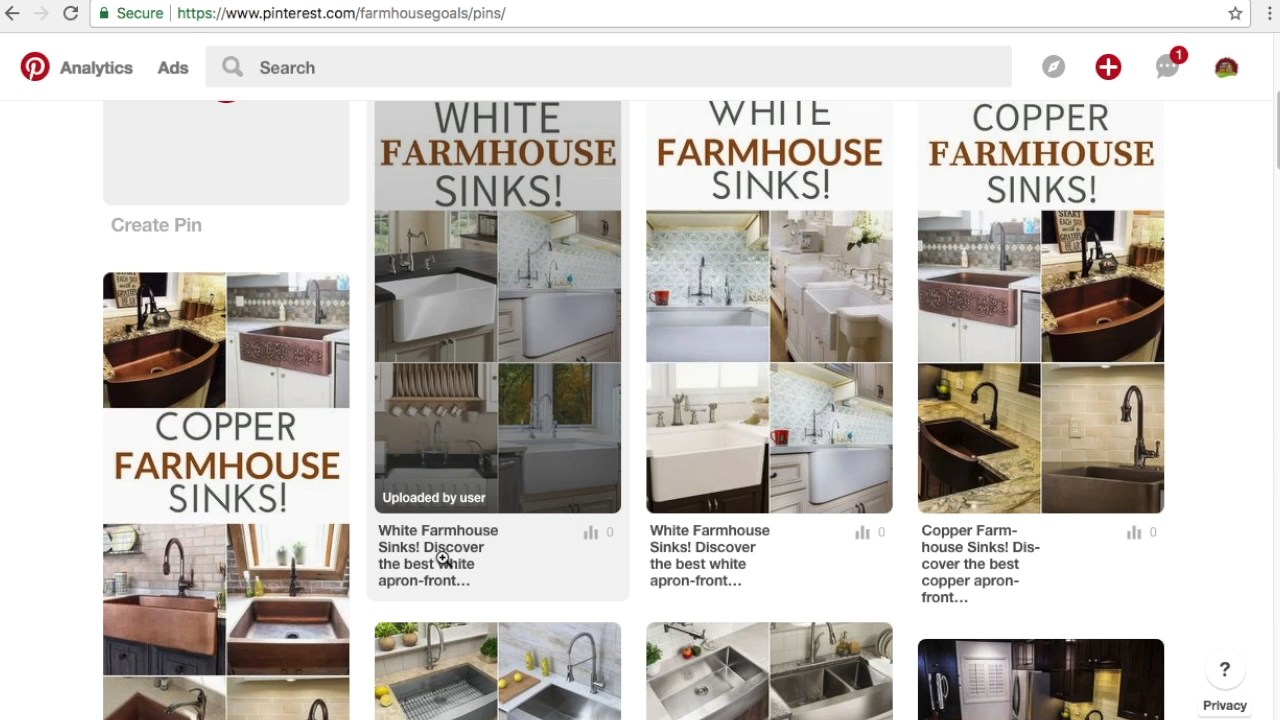 Secure https://www.pinterest.com/farmhousegoals/pins/
Analytics Ads Search 1
Create Pin
COPPER
FARMHOUSE
SINKS!
WHITE
FARMHOUSE
SINKS!
Uploaded by user
White Farmhouse
Sinks! Discover
the best white
apron-front...
0
WHITE
FARMHOUSE
SINKS!
White Farmhouse
Sinks! Discover
the best white
apron-front...
0
COPPER
FARMHOUSE
SINKS!
START
EACH
DAY
Copper Farm-
house Sinks! Dis-
cover the best
copper apron-
front...
0
?
Privacy